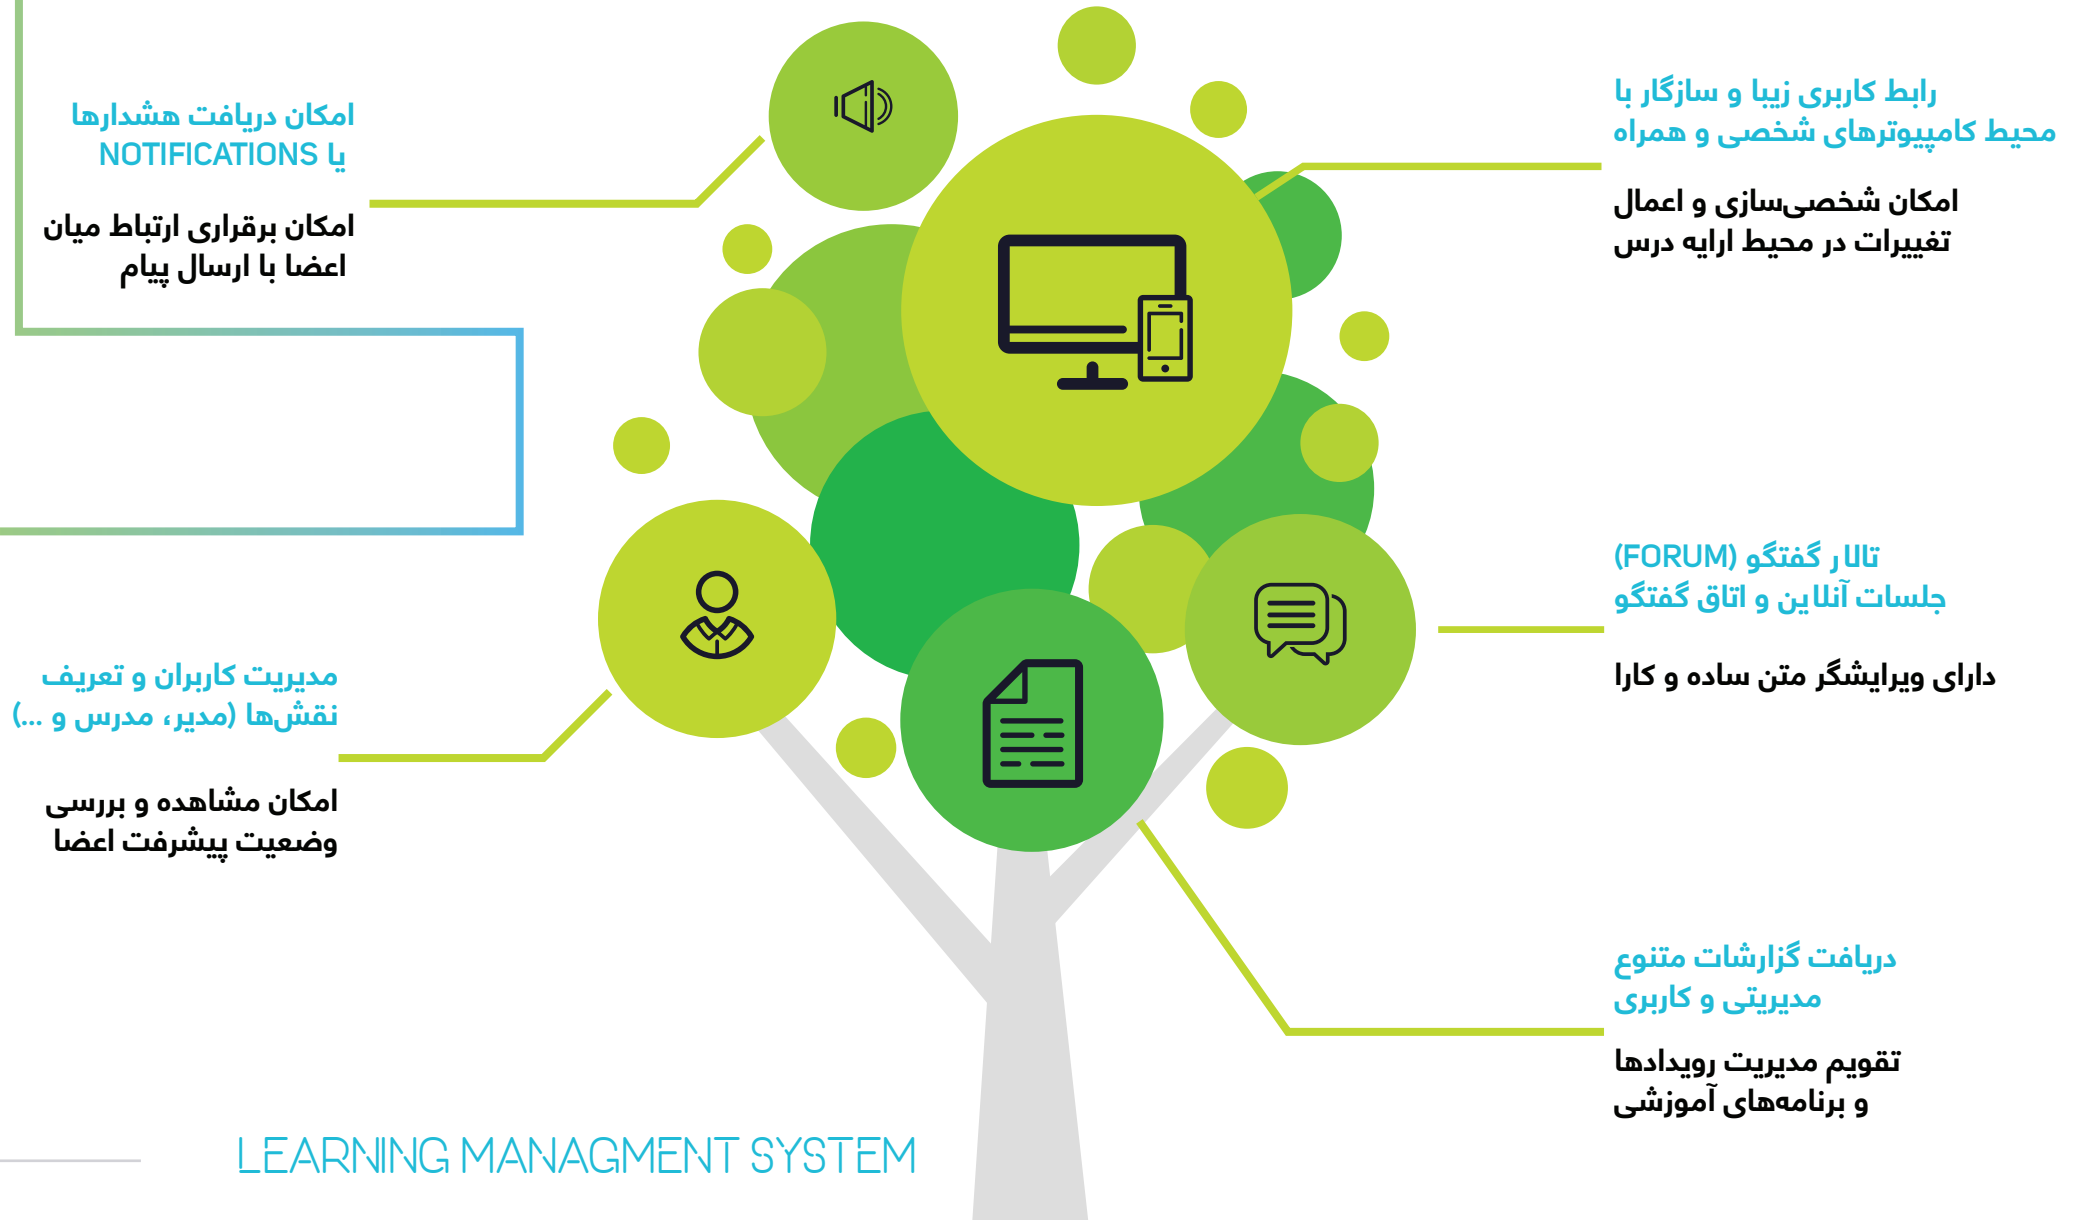 رابط کاربری زیبا و سازگار با
محیط کامپیوترهای شخصی و همراه
امکان شخصی‌سازی و اعمال
تغییرات در محیط ارایه درس
امکان دریافت هشدارها
یا NOTIFICATIONS
امکان برقراری ارتباط میان
اعضا با ارسال پیام
تالار گفتگو (FORUM)
جلسات آنلاین و اتاق گفتگو
دارای ویرایشگر متن ساده و کارا
مدیریت کاربران و تعریف
نقش‌ها (مدیر، مدرس و ...)
امکان مشاهده و بررسی
وضعیت پیشرفت اعضا
دریافت گزارشات متنوع
مدیریتی و کاربری
تقویم مدیریت رویدادها
و برنامه‌های آموزشی
LEARNING MANAGMENT SYSTEM